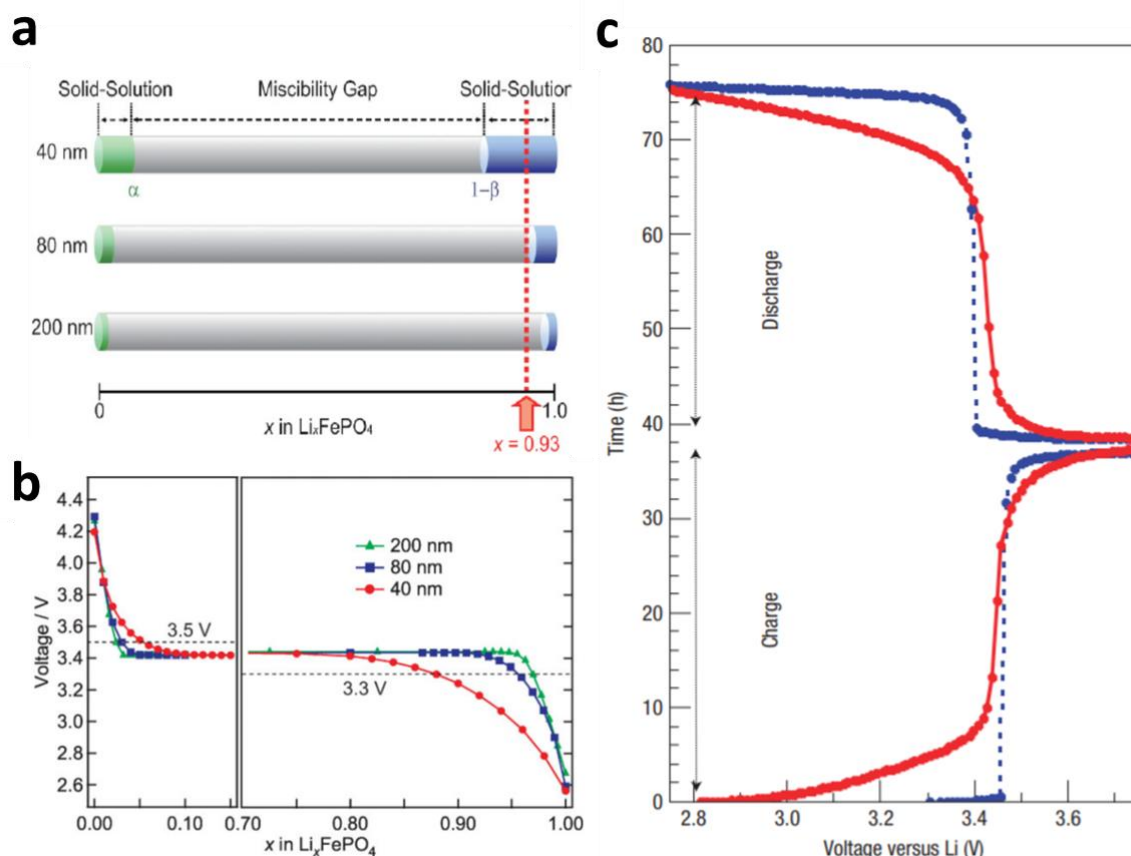 a
Solid-Solution Miscibility Gap Solid-Solution
40 nm
α 1-β
80 nm
200 nm
0 1.0
x in LiₓFePO₄
x = 0.93
b
4.4
4.2
4.0
3.8
3.6
3.4
3.2
3.0
2.8
2.6
Voltage / V
3.5 V
200 nm
80 nm
40 nm
3.3 V
0.00 0.10 0.70 0.80 0.90 1.00
x in LiₓFePO₄
c
80
70
60
50
40
30
20
10
0
Time (h)
Discharge
Charge
2.8 3.0 3.2 3.4 3.6
Voltage versus Li (V)